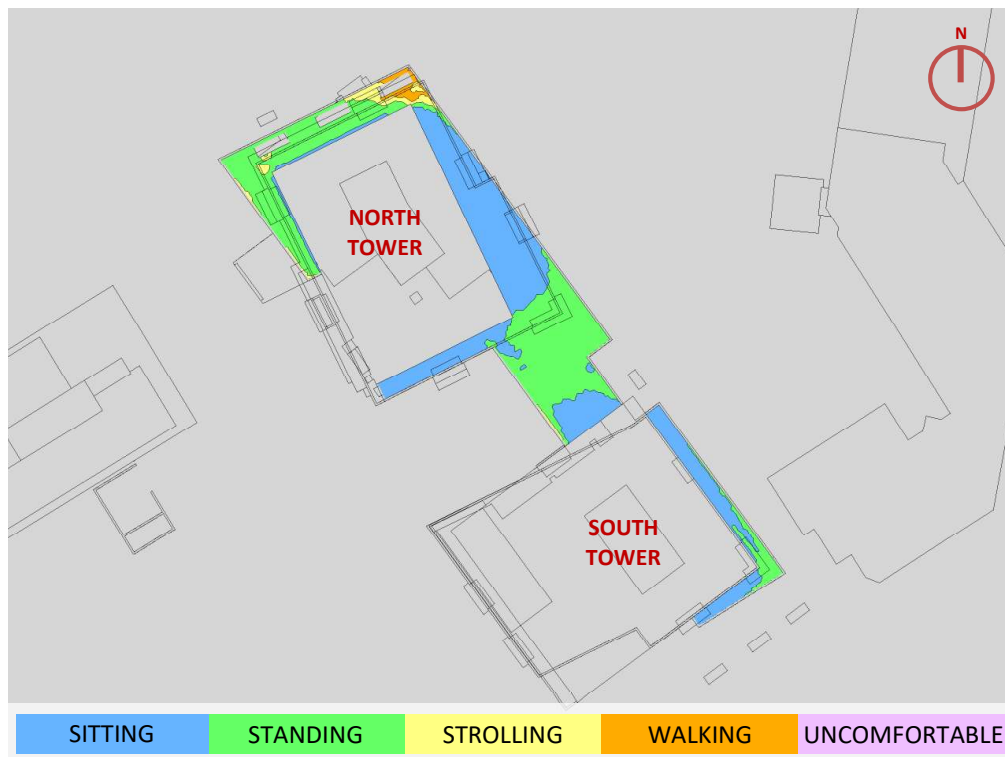 N
NORTH
TOWER
SOUTH
TOWER
SITTING STANDING STROLLING WALKING UNCOMFORTABLE